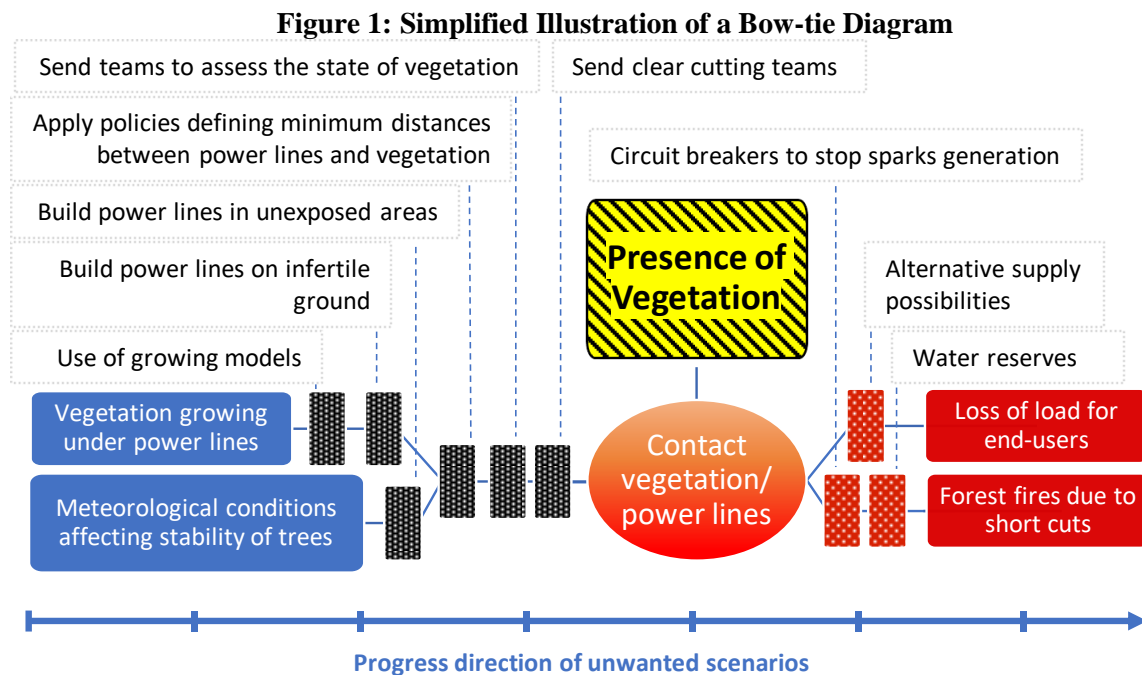 Figure 1: Simplified Illustration of a Bow-tie Diagram
Send teams to assess the state of vegetation
Send clear cutting teams
Apply policies defining minimum distances
between power lines and vegetation
Circuit breakers to stop sparks generation
Build power lines in unexposed areas
Presence of
Vegetation
Build power lines on infertile
ground
Alternative supply
possibilities
Use of growing models
Water reserves
Vegetation growing
under power lines
Loss of load for
end-users
Contact
vegetation/
power lines
Meteorological conditions
affecting stability of trees
Forest fires due to
short cuts
Progress direction of unwanted scenarios